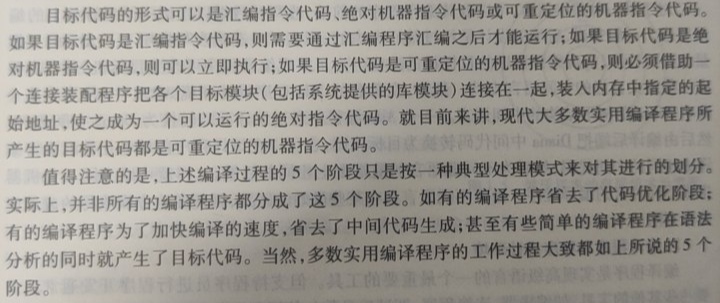 目标代码的形式可以是汇编指令代码、绝对机器指令代码或可重定位的机器指令代码。
如果目标代码是汇编指令代码,则需要通过汇编程序汇编之后才能运行;如果目标代码是绝
对机器指令代码,则可以立即执行;如果目标代码是可重定位的机器指令代码,则必须借助一
个连接装配程序把各个目标模块(包括系统提供的库模块)连接在一起,装入内存中指定的起
始地址,使之成为一个可以运行的绝对指令代码。就目前来讲,现代大多数实用编译程序所
产生的目标代码都是可重定位的机器指令代码。
值得注意的是,上述编译过程的5个阶段只是按一种典型处理模式来对其进行的划分。
实际上,并非所有的编译程序都分成了这5个阶段。如有的编译程序省去了代码优化阶段;
有的编译程序为了加快编译的速度,省去了中间代码生成;甚至有些简单的编译程序在语法
分析的同时就产生了目标代码。当然,多数实用编译程序的工作过程大致都如上所说的5个
阶段。